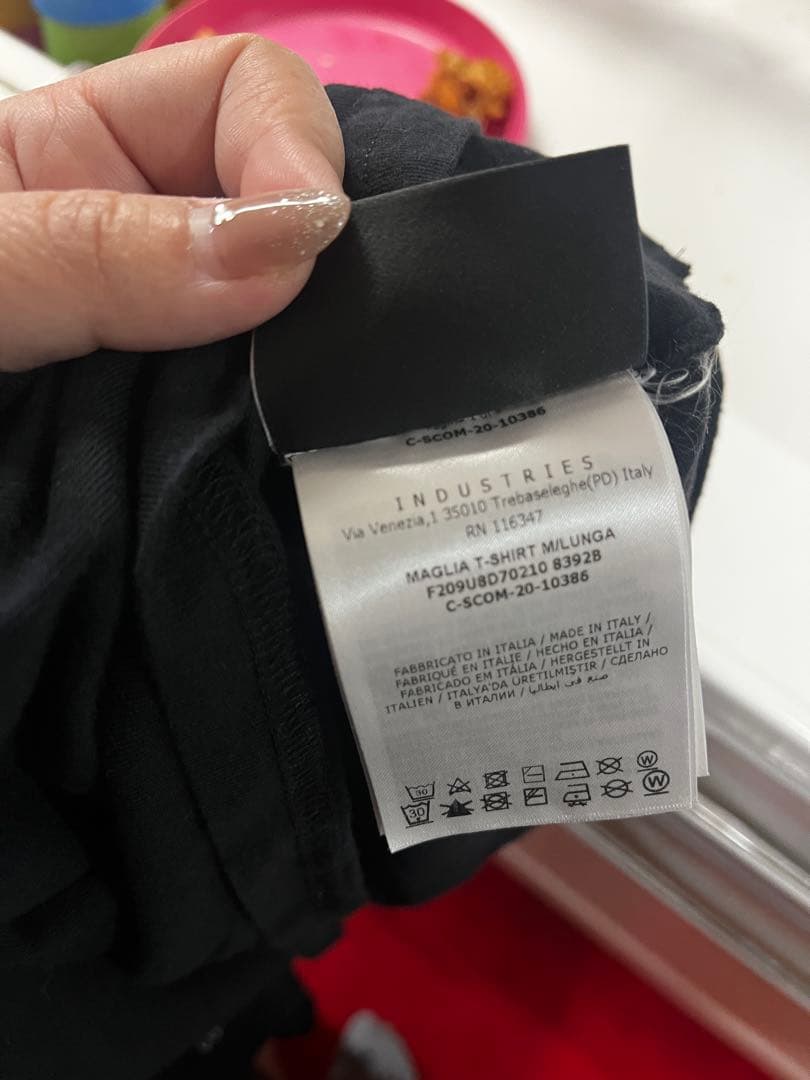 C-SCOM-20-10386
INDUSTRIES
Via Venezia,1 35010 Trebaseleghe(PD) Italy
RN 116347
MAGLIA T-SHIRT M/LUNGA
F209U8D70210 8392B
C-SCOM-20-10386
FABBRICATO IN ITALIA / MADE IN ITALY /
FABRIQUÉ EN ITALIE / HECHO EN ITALIA /
FABRICADO EM ITÁLIA / HERGESTELLT IN
ITALIEN / ITALYA'DA ÜRETILMIŞTIR / СДЕЛАНО
В ИТАЛИИ / صنع في ايطاليا
30 W
30 W